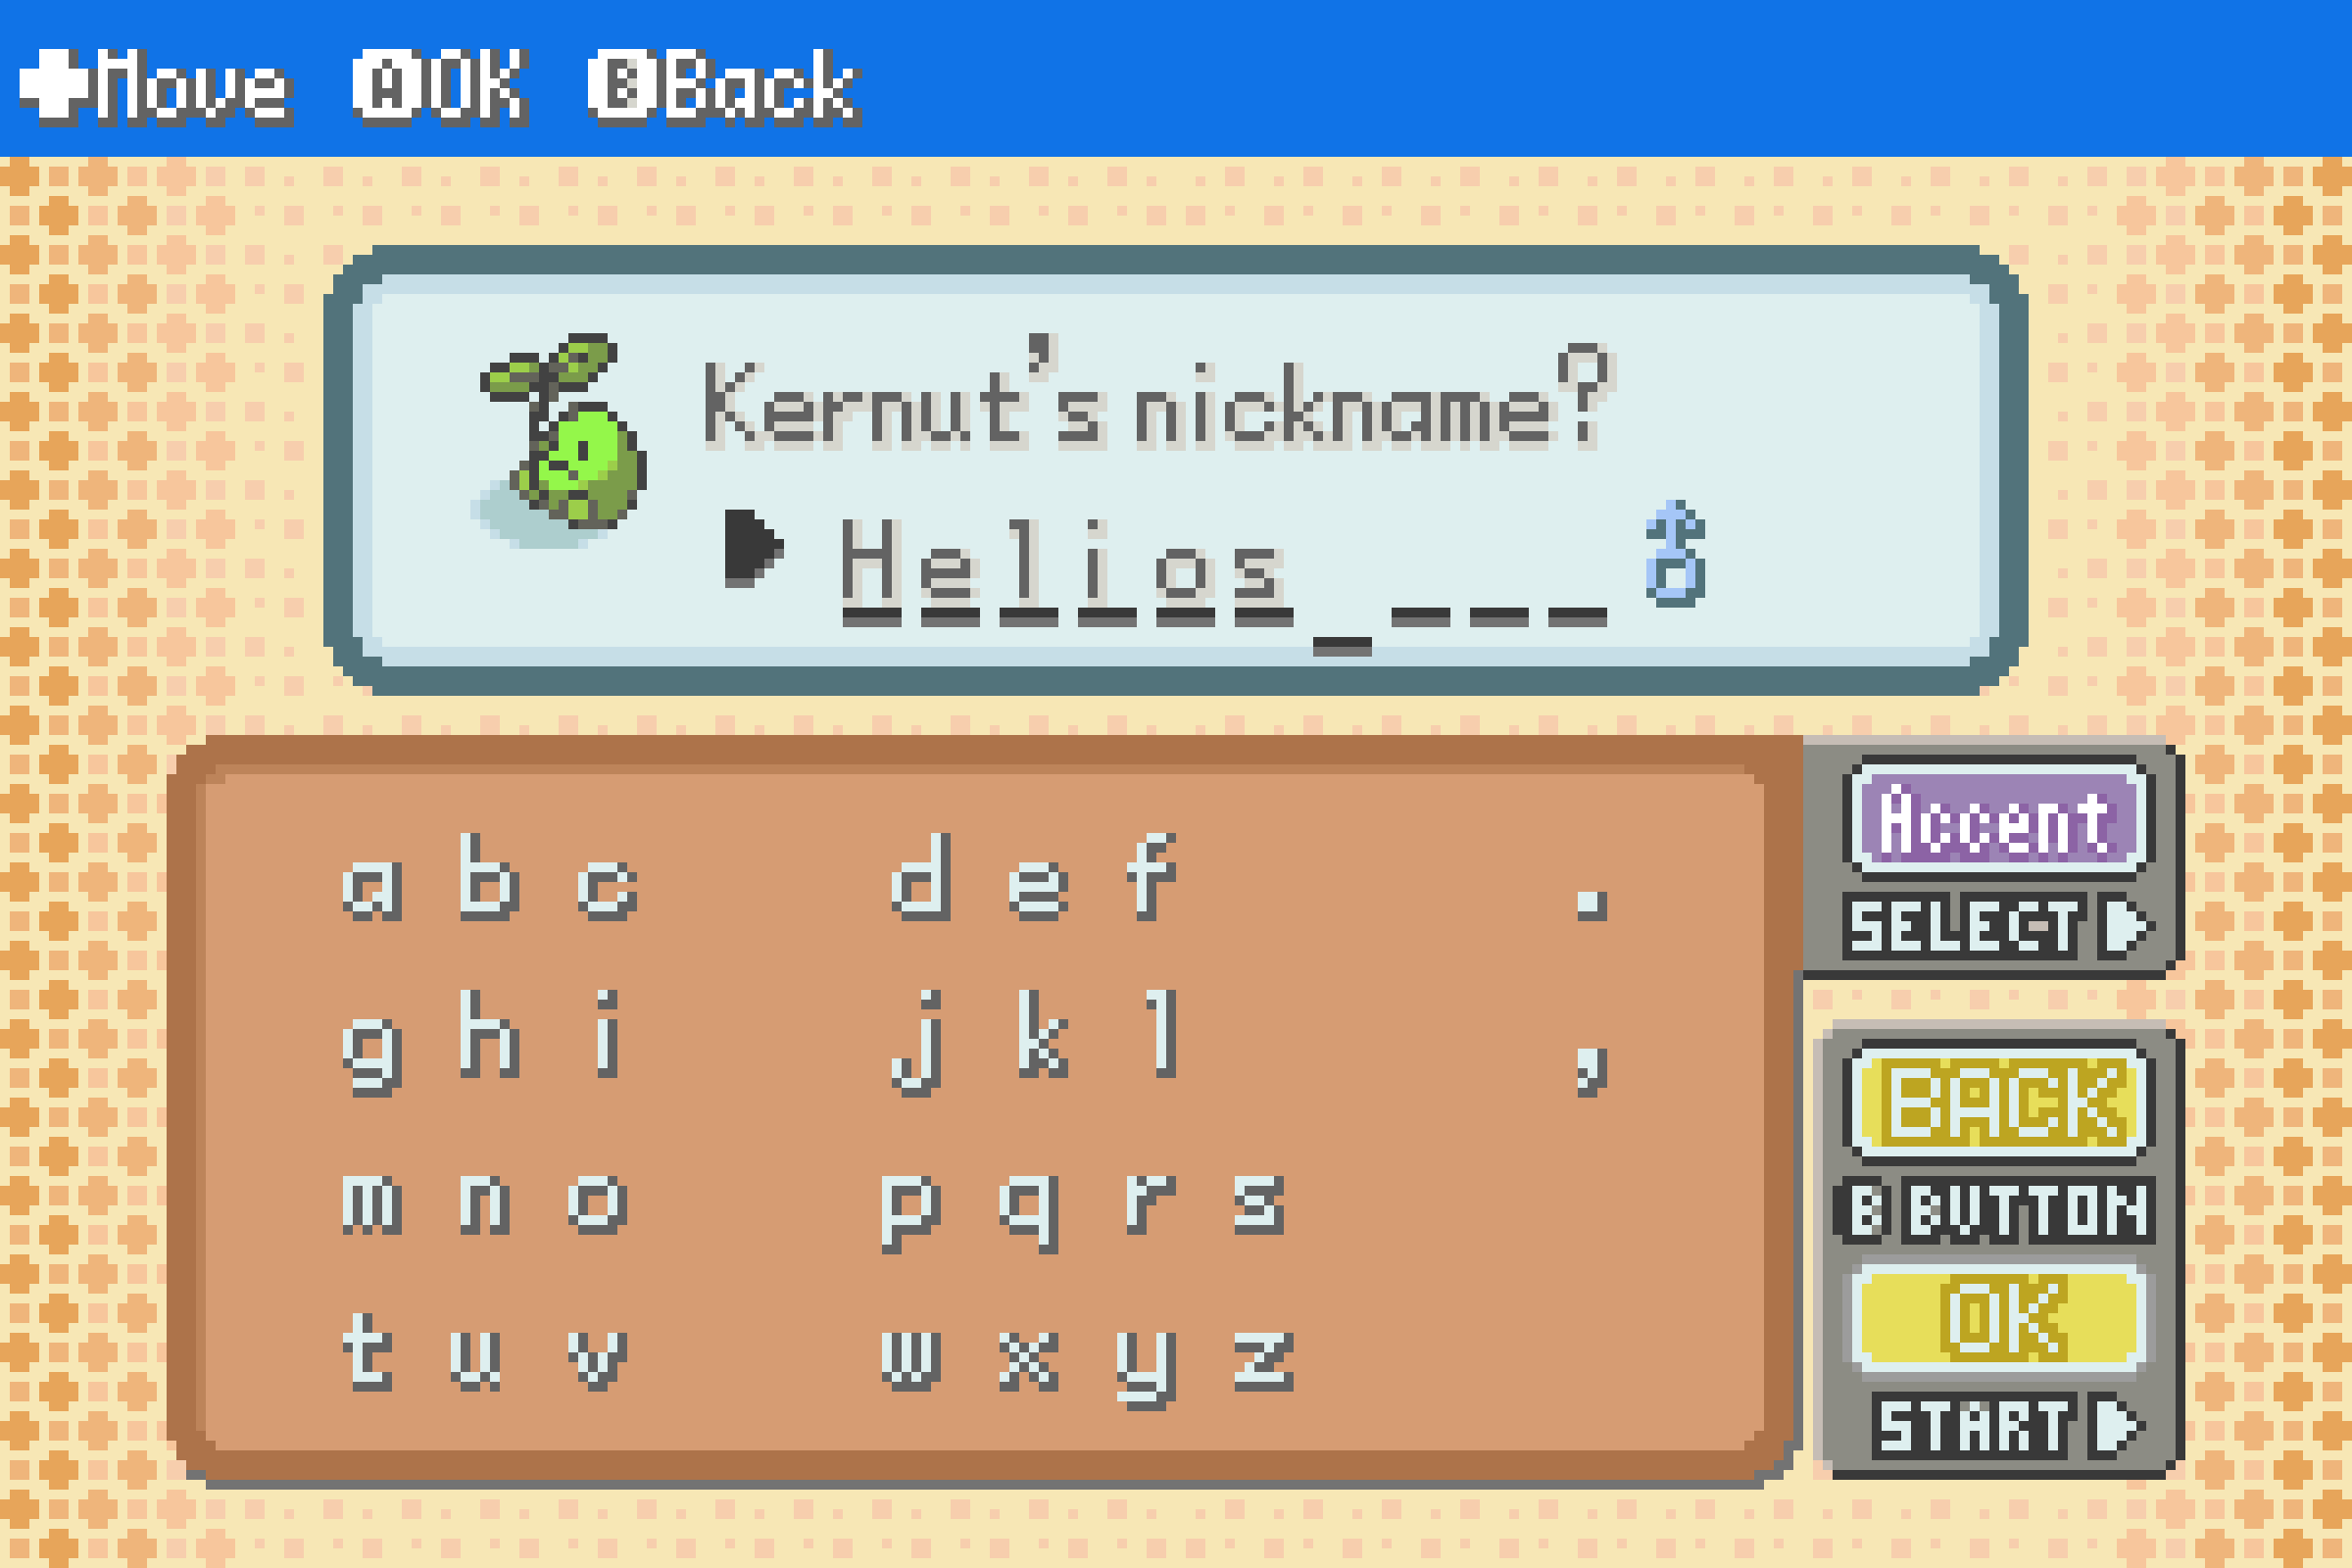 Move A OK B Back
Kernut's nickname?
Helios
a b c d e f .
g h i j k l ,
m n o p q r s
t u v w x y z
Accent
SELECT
BACK
B BUTTON
OK
START